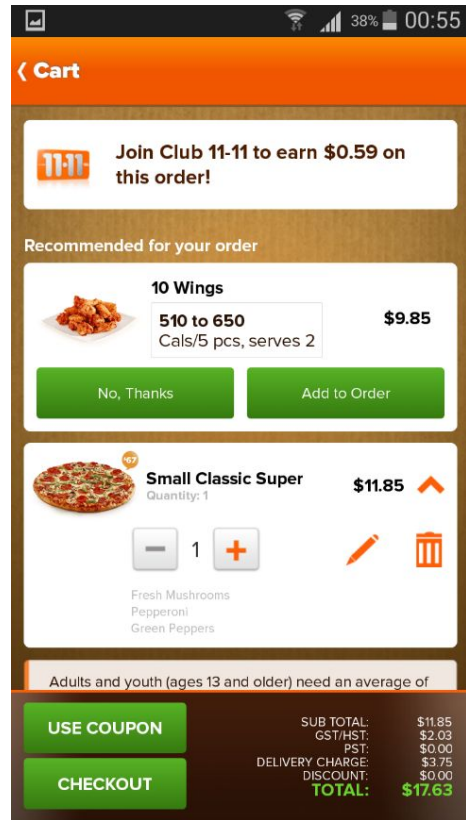 38% 00:55
Cart
11-11
Join Club 11-11 to earn $0.59 on
this order!
Recommended for your order
10 Wings
510 to 650
Cals/5 pcs, serves 2
$9.85
No, Thanks
Add to Order
#67
Small Classic Super
Quantity: 1
$11.85
1
Fresh Mushrooms
Pepperoni
Green Peppers
Adults and youth (ages 13 and older) need an average of
USE COUPON
CHECKOUT
SUB TOTAL: $11.85
GST/HST: $2.03
PST: $0.00
DELIVERY CHARGE: $3.75
DISCOUNT: $0.00
TOTAL: $17.63